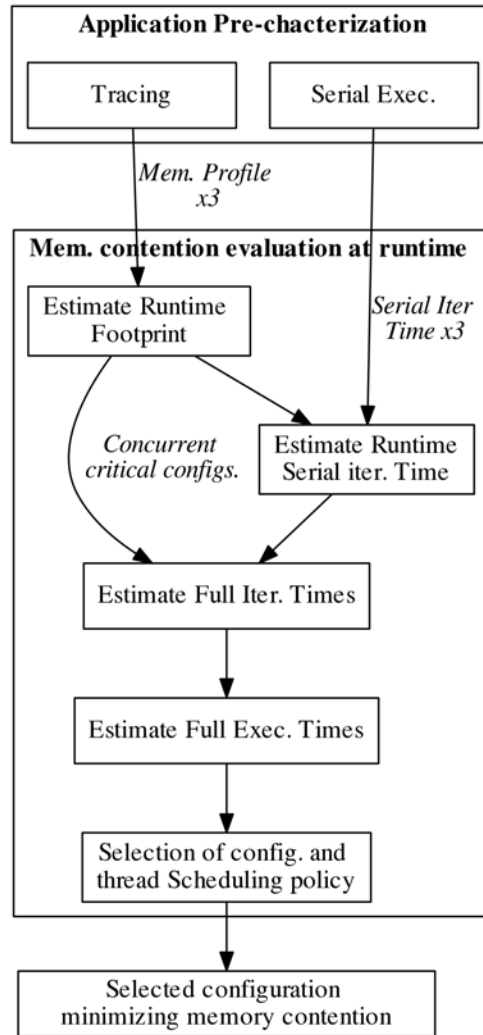 Application Pre-chacterization
Tracing
Serial Exec.
Mem. Profile
x3
Mem. contention evaluation at runtime
Estimate Runtime
Footprint
Serial Iter
Time x3
Concurrent
critical configs.
Estimate Runtime
Serial iter. Time
Estimate Full Iter. Times
Estimate Full Exec. Times
Selection of config. and
thread Scheduling policy
Selected configuration
minimizing memory contention